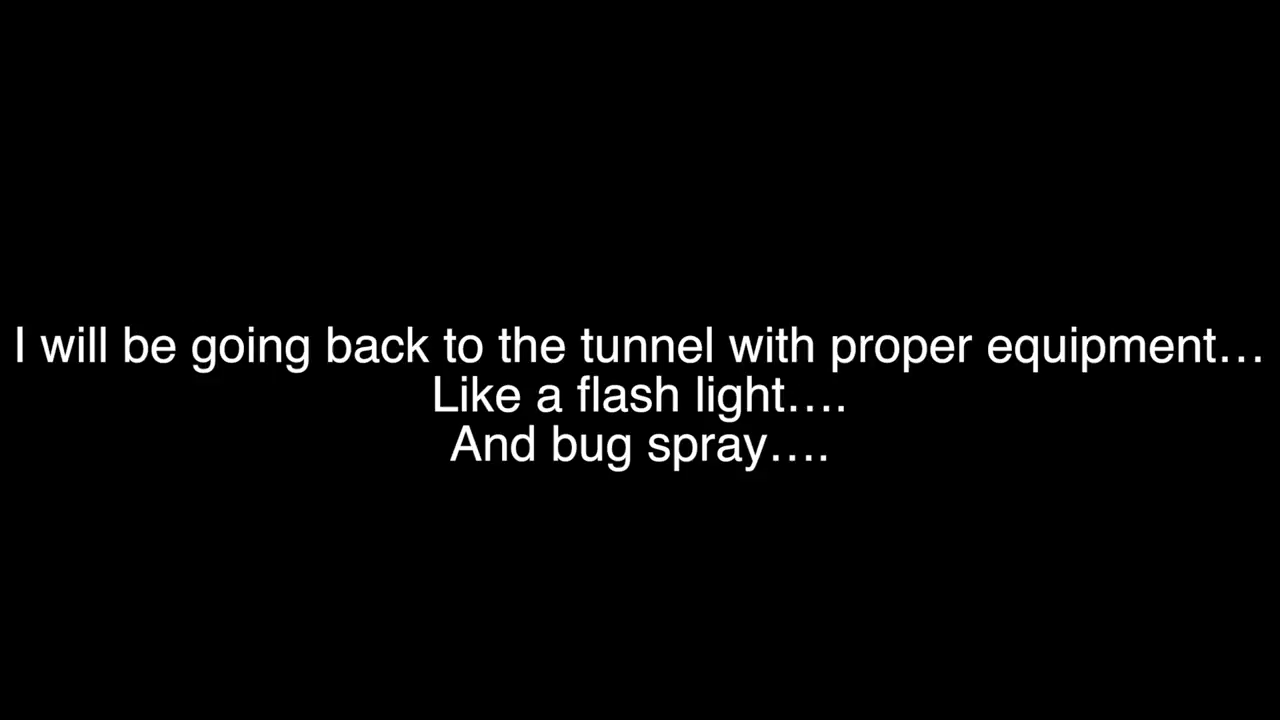 I will be going back to the tunnel with proper equipment…
Like a flash light….
And bug spray….